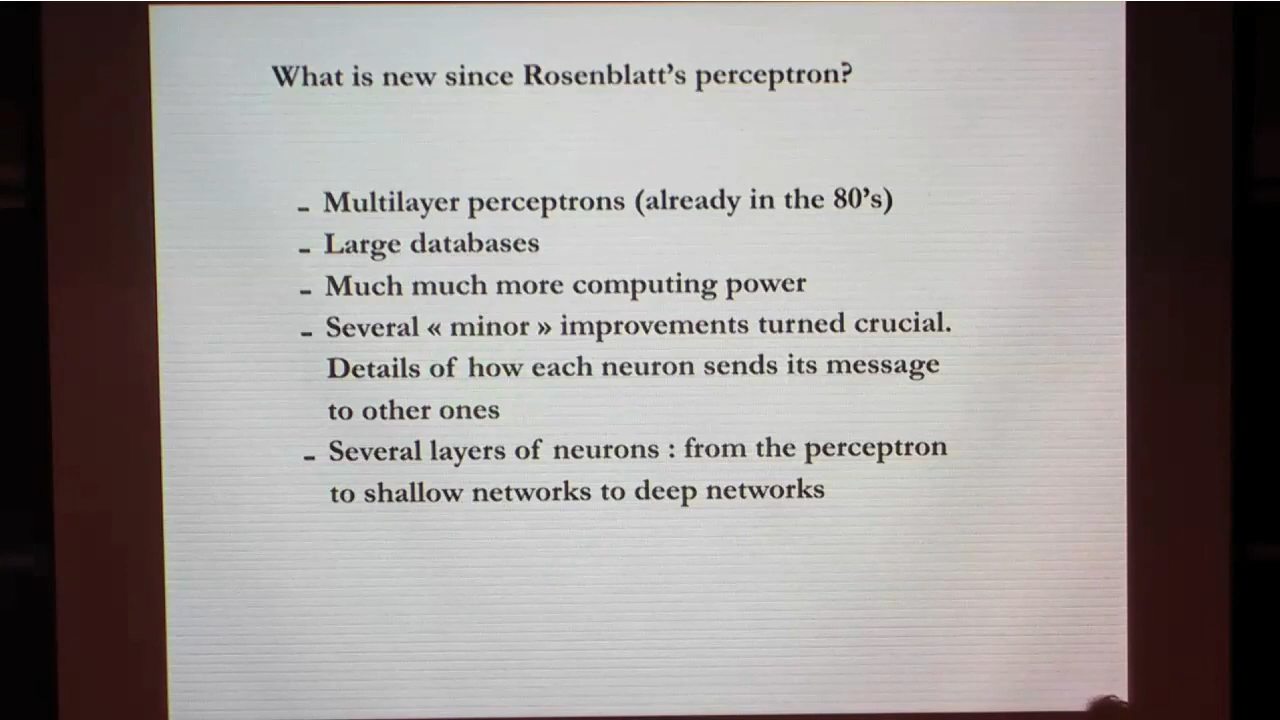 What is new since Rosenblatt’s perceptron?
- Multilayer perceptrons (already in the 80’s)
- Large databases
- Much much more computing power
- Several « minor » improvements turned crucial.
Details of how each neuron sends its message
to other ones
- Several layers of neurons : from the perceptron
to shallow networks to deep networks